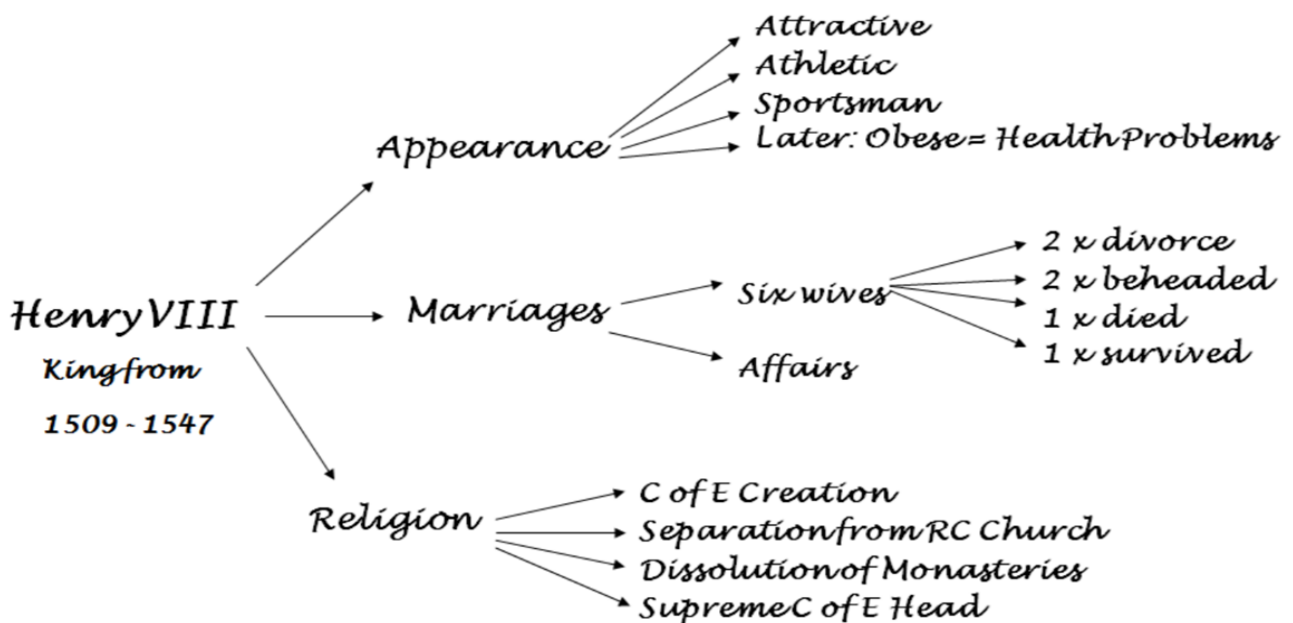 Attractive
Athletic
Sportsman
Later: Obese = Health Problems
Appearance
Henry VIII
King from
1509 - 1547
Marriages
Six wives
2 x divorce
2 x beheaded
1 x died
1 x survived
Affairs
Religion
C of E Creation
Separation from RC Church
Dissolution of Monasteries
Supreme C of E Head